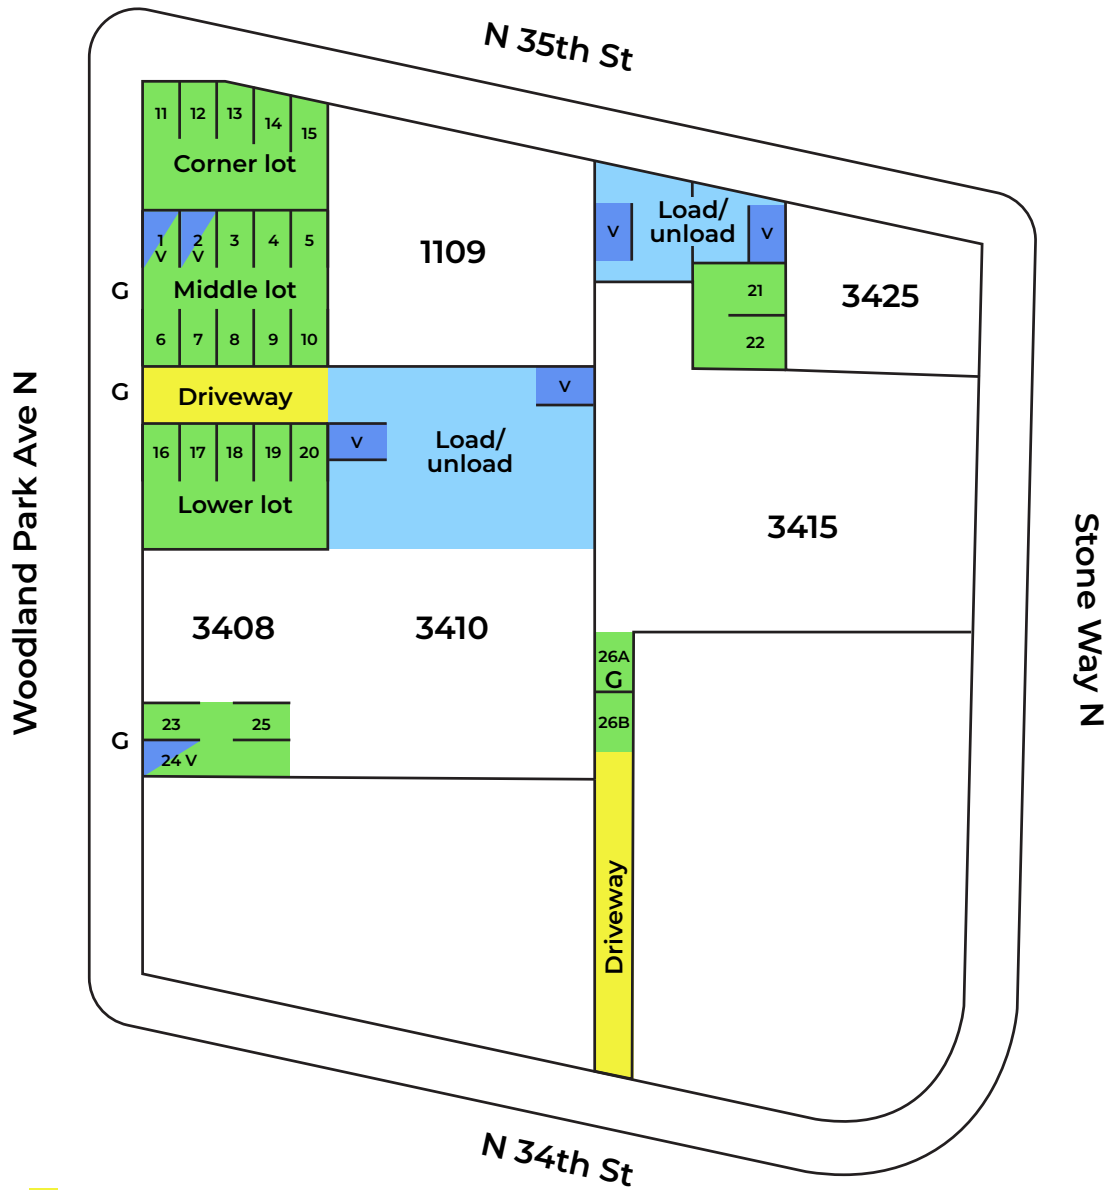 N 35th St
11 12 13 14 15
Corner lot
1 2 3 4 5
V V
G
Middle lot
6 7 8 9 10
1109
V
Load/
unload
V
21
22
3425
G
Driveway
V
V
Load/
unload
16 17 18 19 20
Lower lot
3415
Woodland Park Ave N
Stone Way N
3408
3410
26A
G
26B
23 25
G
24 V
Driveway
N 34th St